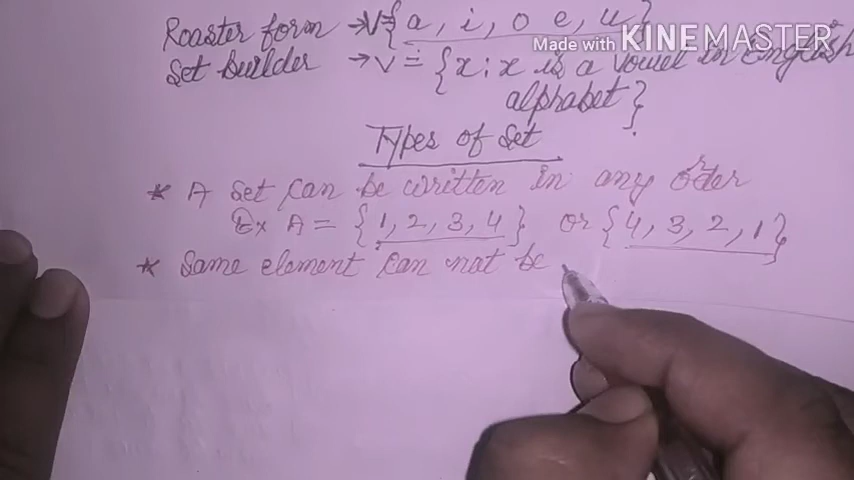 Roaster form → V = { a, i, o e, u }
Made with KINEMASTER
Set builder → V = { x : x is a vowel in English
alphabet }.
Types of Set
* A Set can be written in any order
Ex A = { 1, 2, 3, 4 } or { 4, 3, 2, 1 }
* Same element can not be